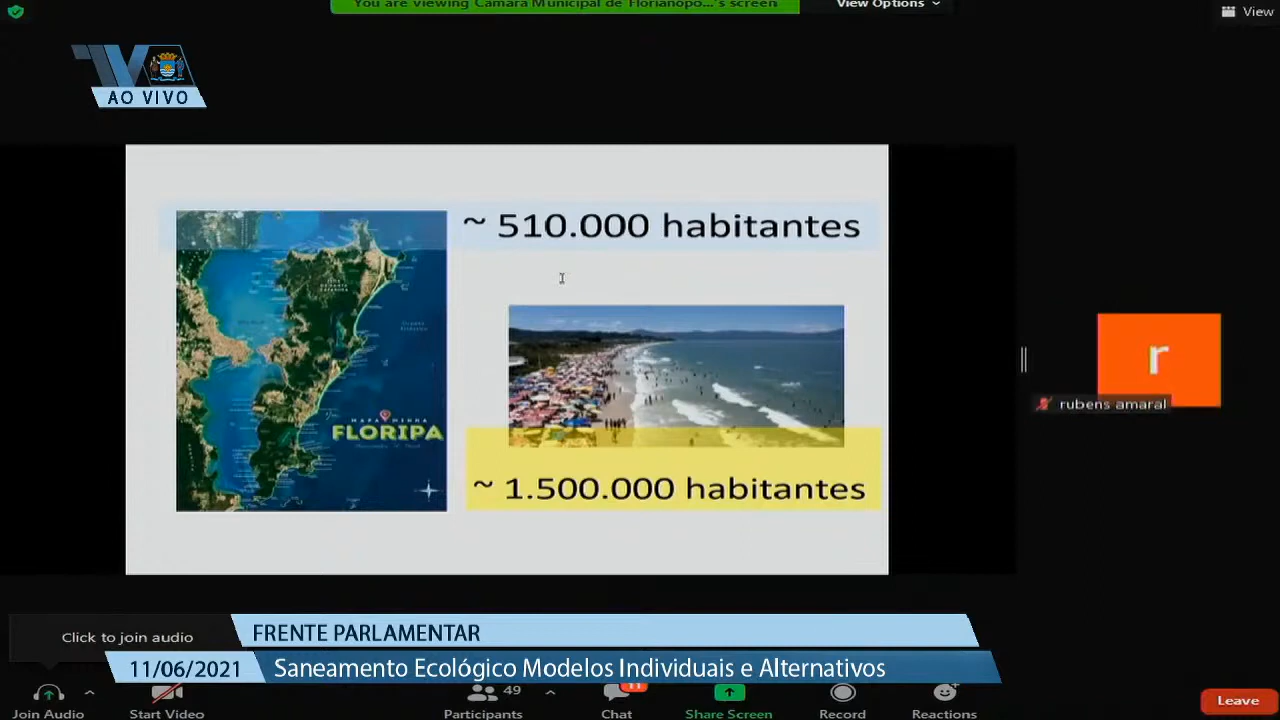 You are viewing Câmara Municipal de Florianópo...'s screen
View Options
View
TV
AO VIVO
~ 510.000 habitantes
FLORIPA
~ 1.500.000 habitantes
r
rubens amaral
Click to join audio
FRENTE PARLAMENTAR
11/06/2021
Saneamento Ecológico Modelos Individuais e Alternativos
49
11
Join Audio
Start Video
Participants
Chat
Share Screen
Record
Reactions
Leave